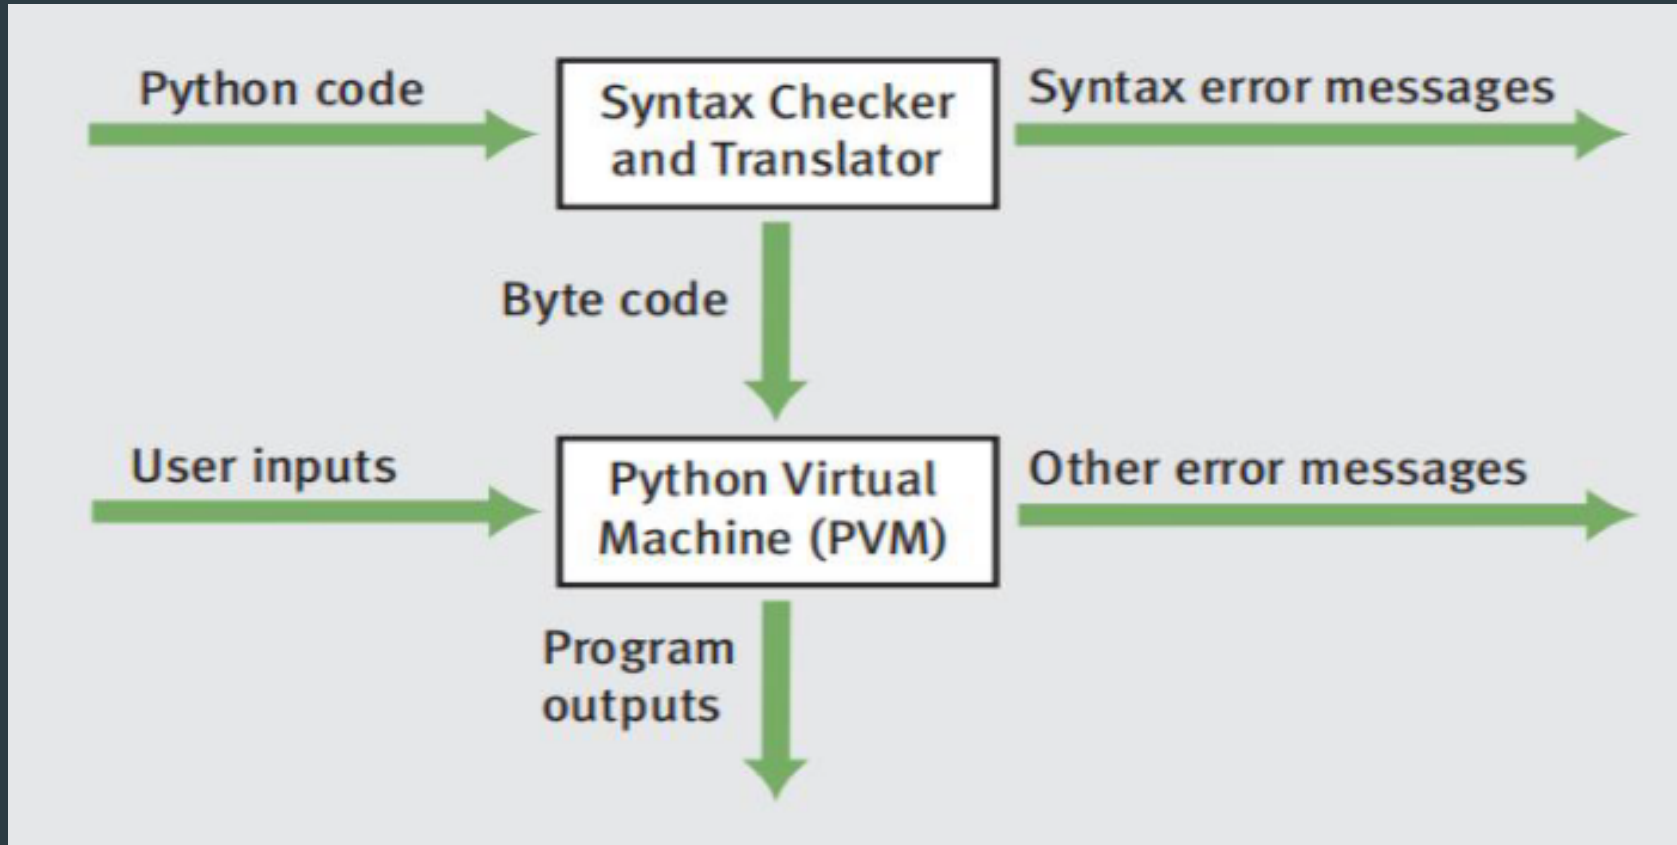 Python code
Syntax Checker
and Translator
Syntax error messages
Byte code
User inputs
Python Virtual
Machine (PVM)
Other error messages
Program
outputs